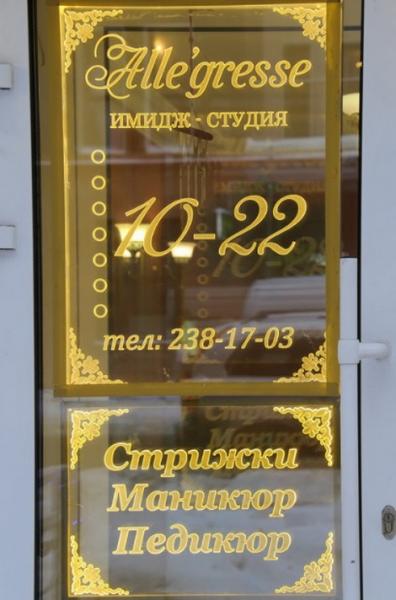 Alle'gresse
ИМИДЖ - СТУДИЯ
10-22
тел: 238-17-03
Стрижки
Маникюр
Педикюр